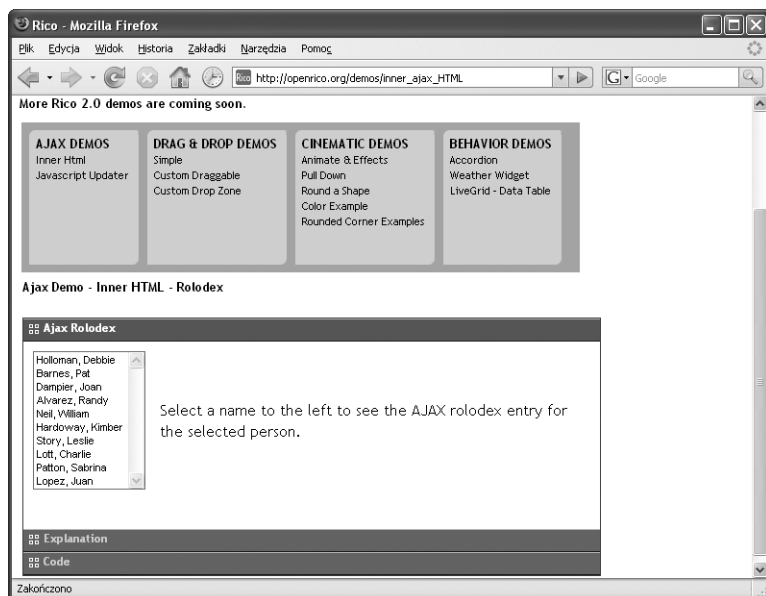 Rico - Mozilla Firefox
Plik Edycja Widok Historia Zakładki Narzędzia Pomoc
Rico http://openrico.org/demos/inner_ajax_HTML G Google
More Rico 2.0 demos are coming soon.
AJAX DEMOS
Inner Html
Javascript Updater
DRAG & DROP DEMOS
Simple
Custom Draggable
Custom Drop Zone
CINEMATIC DEMOS
Animate & Effects
Pull Down
Round a Shape
Color Example
Rounded Corner Examples
BEHAVIOR DEMOS
Accordion
Weather Widget
LiveGrid - Data Table
Ajax Demo - Inner HTML - Rolodex
Ajax Rolodex
Holloman, Debbie
Barnes, Pat
Dampier, Joan
Alvarez, Randy
Neil, William
Hardoway, Kimber
Story, Leslie
Lott, Charlie
Patton, Sabrina
Lopez, Juan
Select a name to the left to see the AJAX rolodex entry for
the selected person.
Explanation
Code
Zakończono